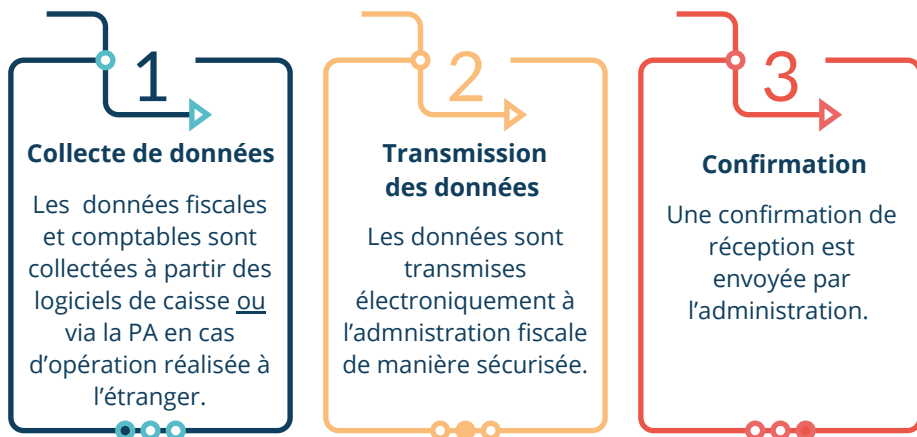 1
Collecte de données
Les données fiscales
et comptables sont
collectées à partir des
logiciels de caisse ou
via la PA en cas
d'opération réalisée à
l'étranger.
2
Transmission
des données
Les données sont
transmises
électroniquement à
l'admnistration fiscale
de manière sécurisée.
3
Confirmation
Une confirmation de
réception est
envoyée par
l'administration.